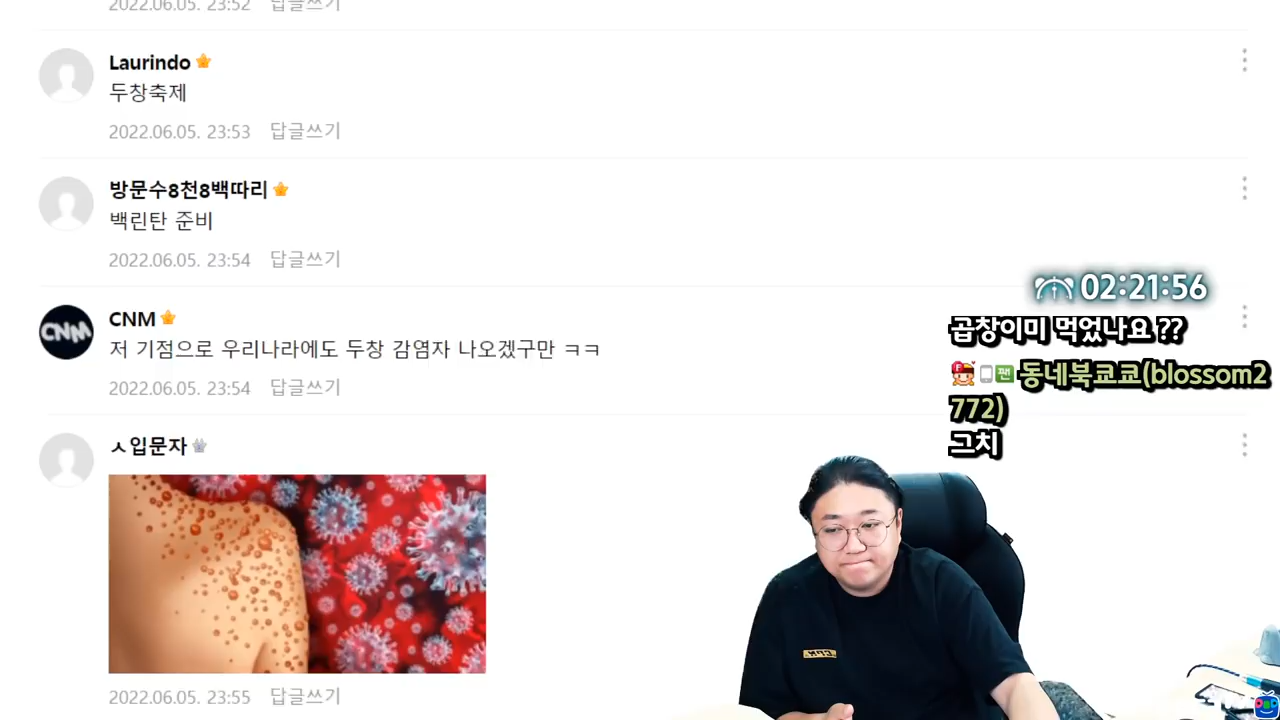 2022.06.05. 23:52 답글쓰기
Laurindo
두창축제
2022.06.05. 23:53 답글쓰기
방문수8천8백따리
백린탄 준비
2022.06.05. 23:54 답글쓰기
CNM
CNM
저 기점으로 우리나라에도 두창 감염자 나오겠구만 ㅋㅋ
2022.06.05. 23:54 답글쓰기
ㅅ입문자
2022.06.05. 23:55 답글쓰기
02:21:56
곱창이미 먹었나요 ??
F 팬 동네북쿄쿄(blossom2
772)
그치